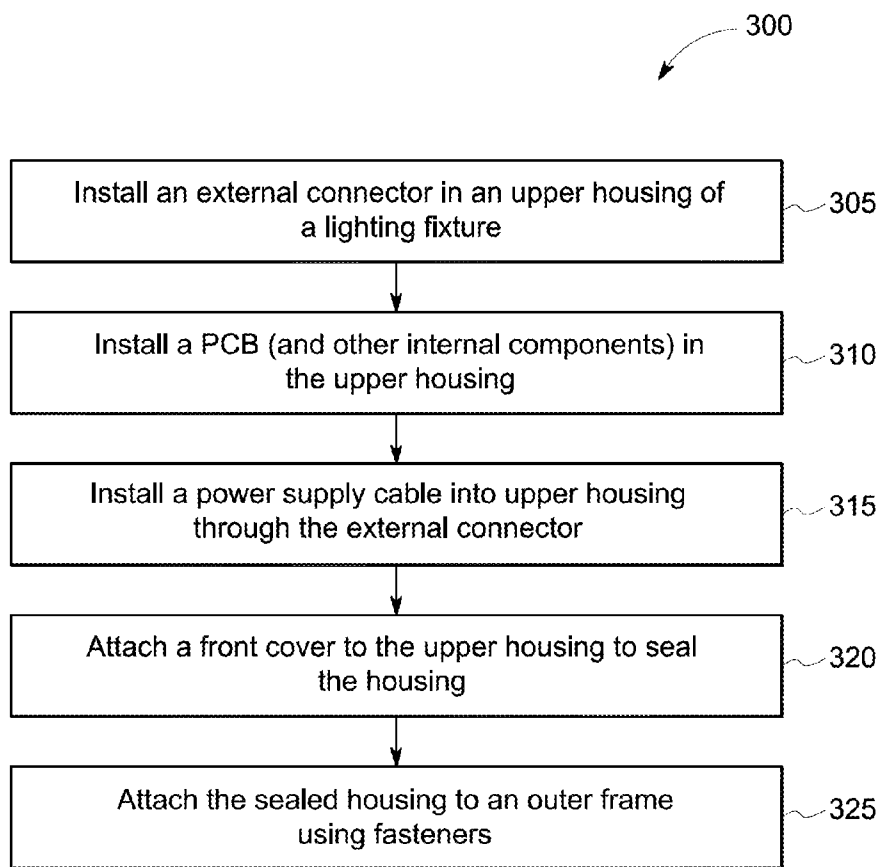 300
Install an external connector in an upper housing of
a lighting fixture
305
Install a PCB (and other internal components) in
the upper housing
310
Install a power supply cable into upper housing
through the external connector
315
Attach a front cover to the upper housing to seal
the housing
320
Attach the sealed housing to an outer frame
using fasteners
325